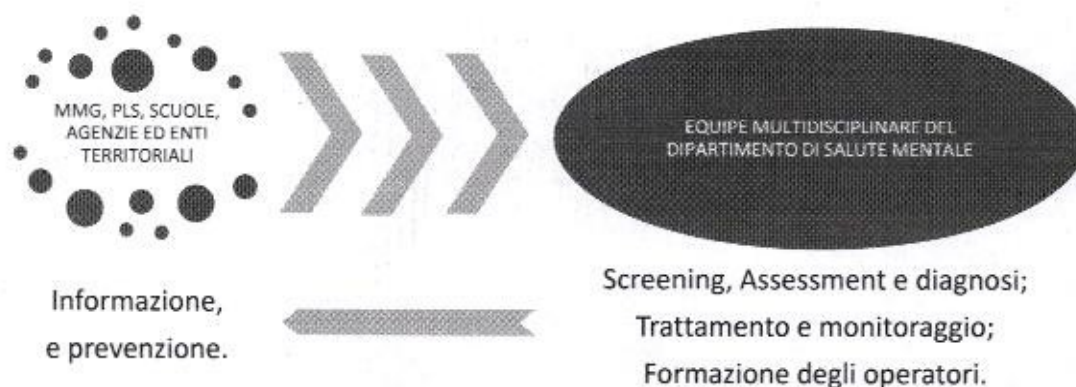 MMG, PLS, SCUOLE,
AGENZIE ED ENTI
TERRITORIALI
EQUIPE MULTIDISCIPLINARE DEL
DIPARTIMENTO DI SALUTE MENTALE
Informazione,
e prevenzione.
Screening, Assessment e diagnosi;
Trattamento e monitoraggio;
Formazione degli operatori.